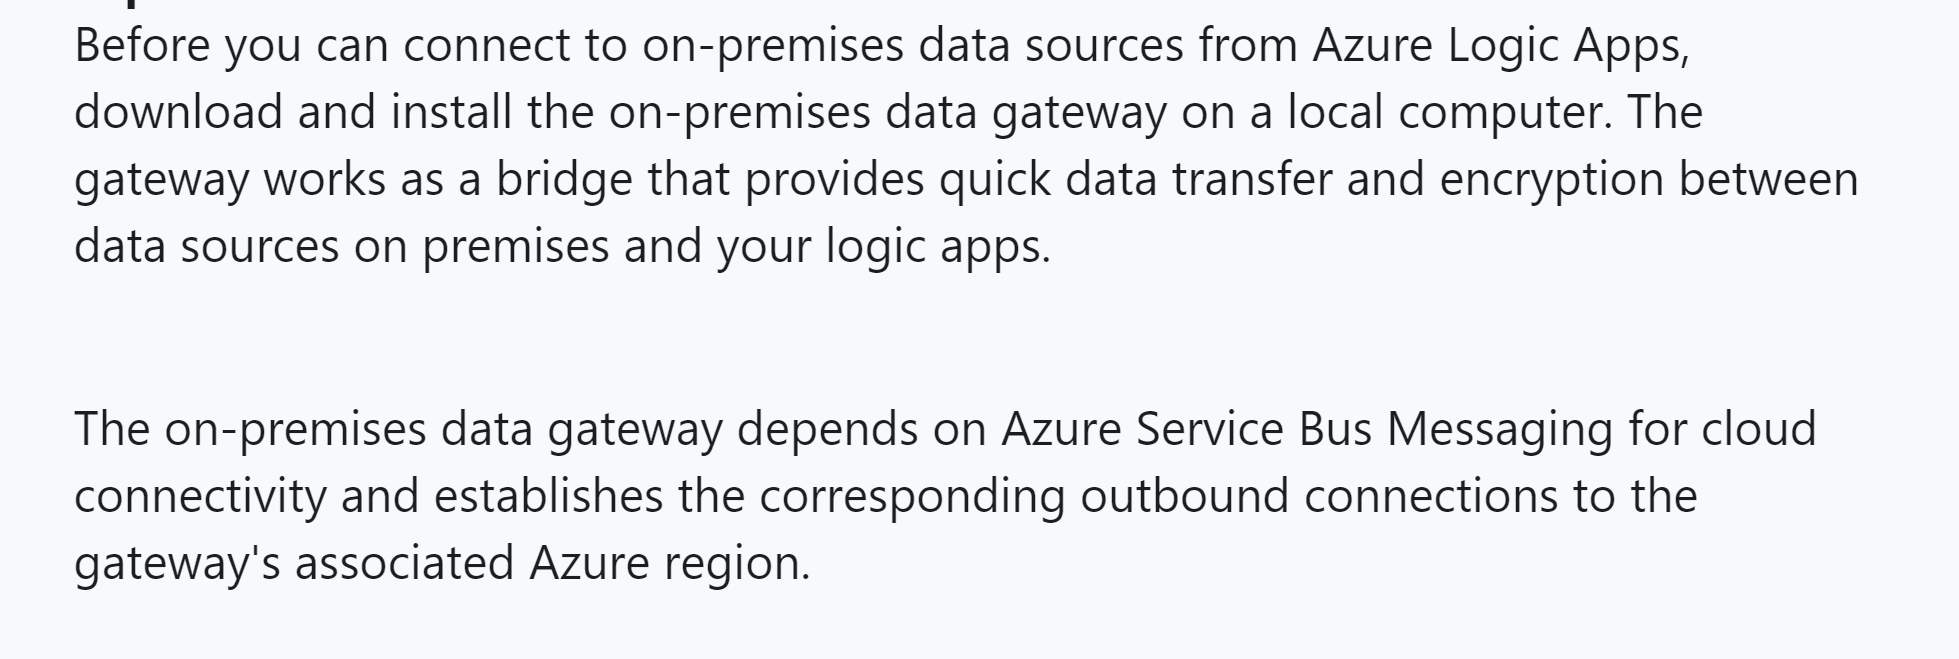 Before you can connect to on-premises data sources from Azure Logic Apps,
download and install the on-premises data gateway on a local computer. The
gateway works as a bridge that provides quick data transfer and encryption between
data sources on premises and your logic apps.
The on-premises data gateway depends on Azure Service Bus Messaging for cloud
connectivity and establishes the corresponding outbound connections to the
gateway's associated Azure region.